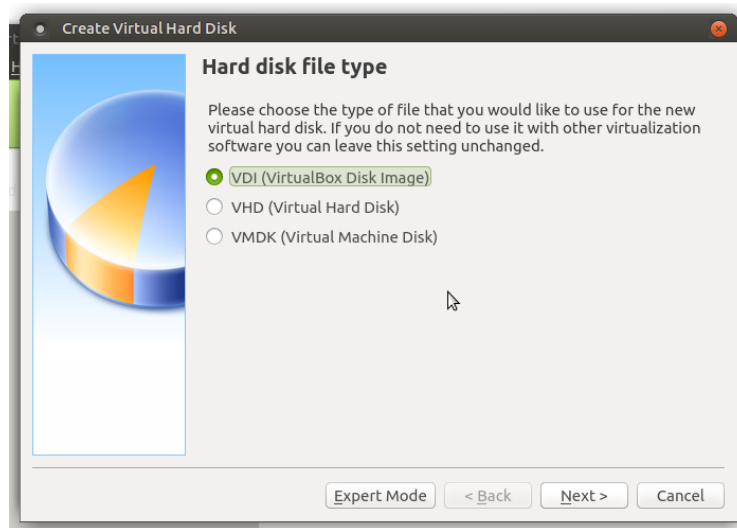 Create Virtual Hard Disk
Hard disk file type
Please choose the type of file that you would like to use for the new
virtual hard disk. If you do not need to use it with other virtualization
software you can leave this setting unchanged.
VDI (VirtualBox Disk Image)
VHD (Virtual Hard Disk)
VMDK (Virtual Machine Disk)
Expert Mode
< Back
Next >
Cancel